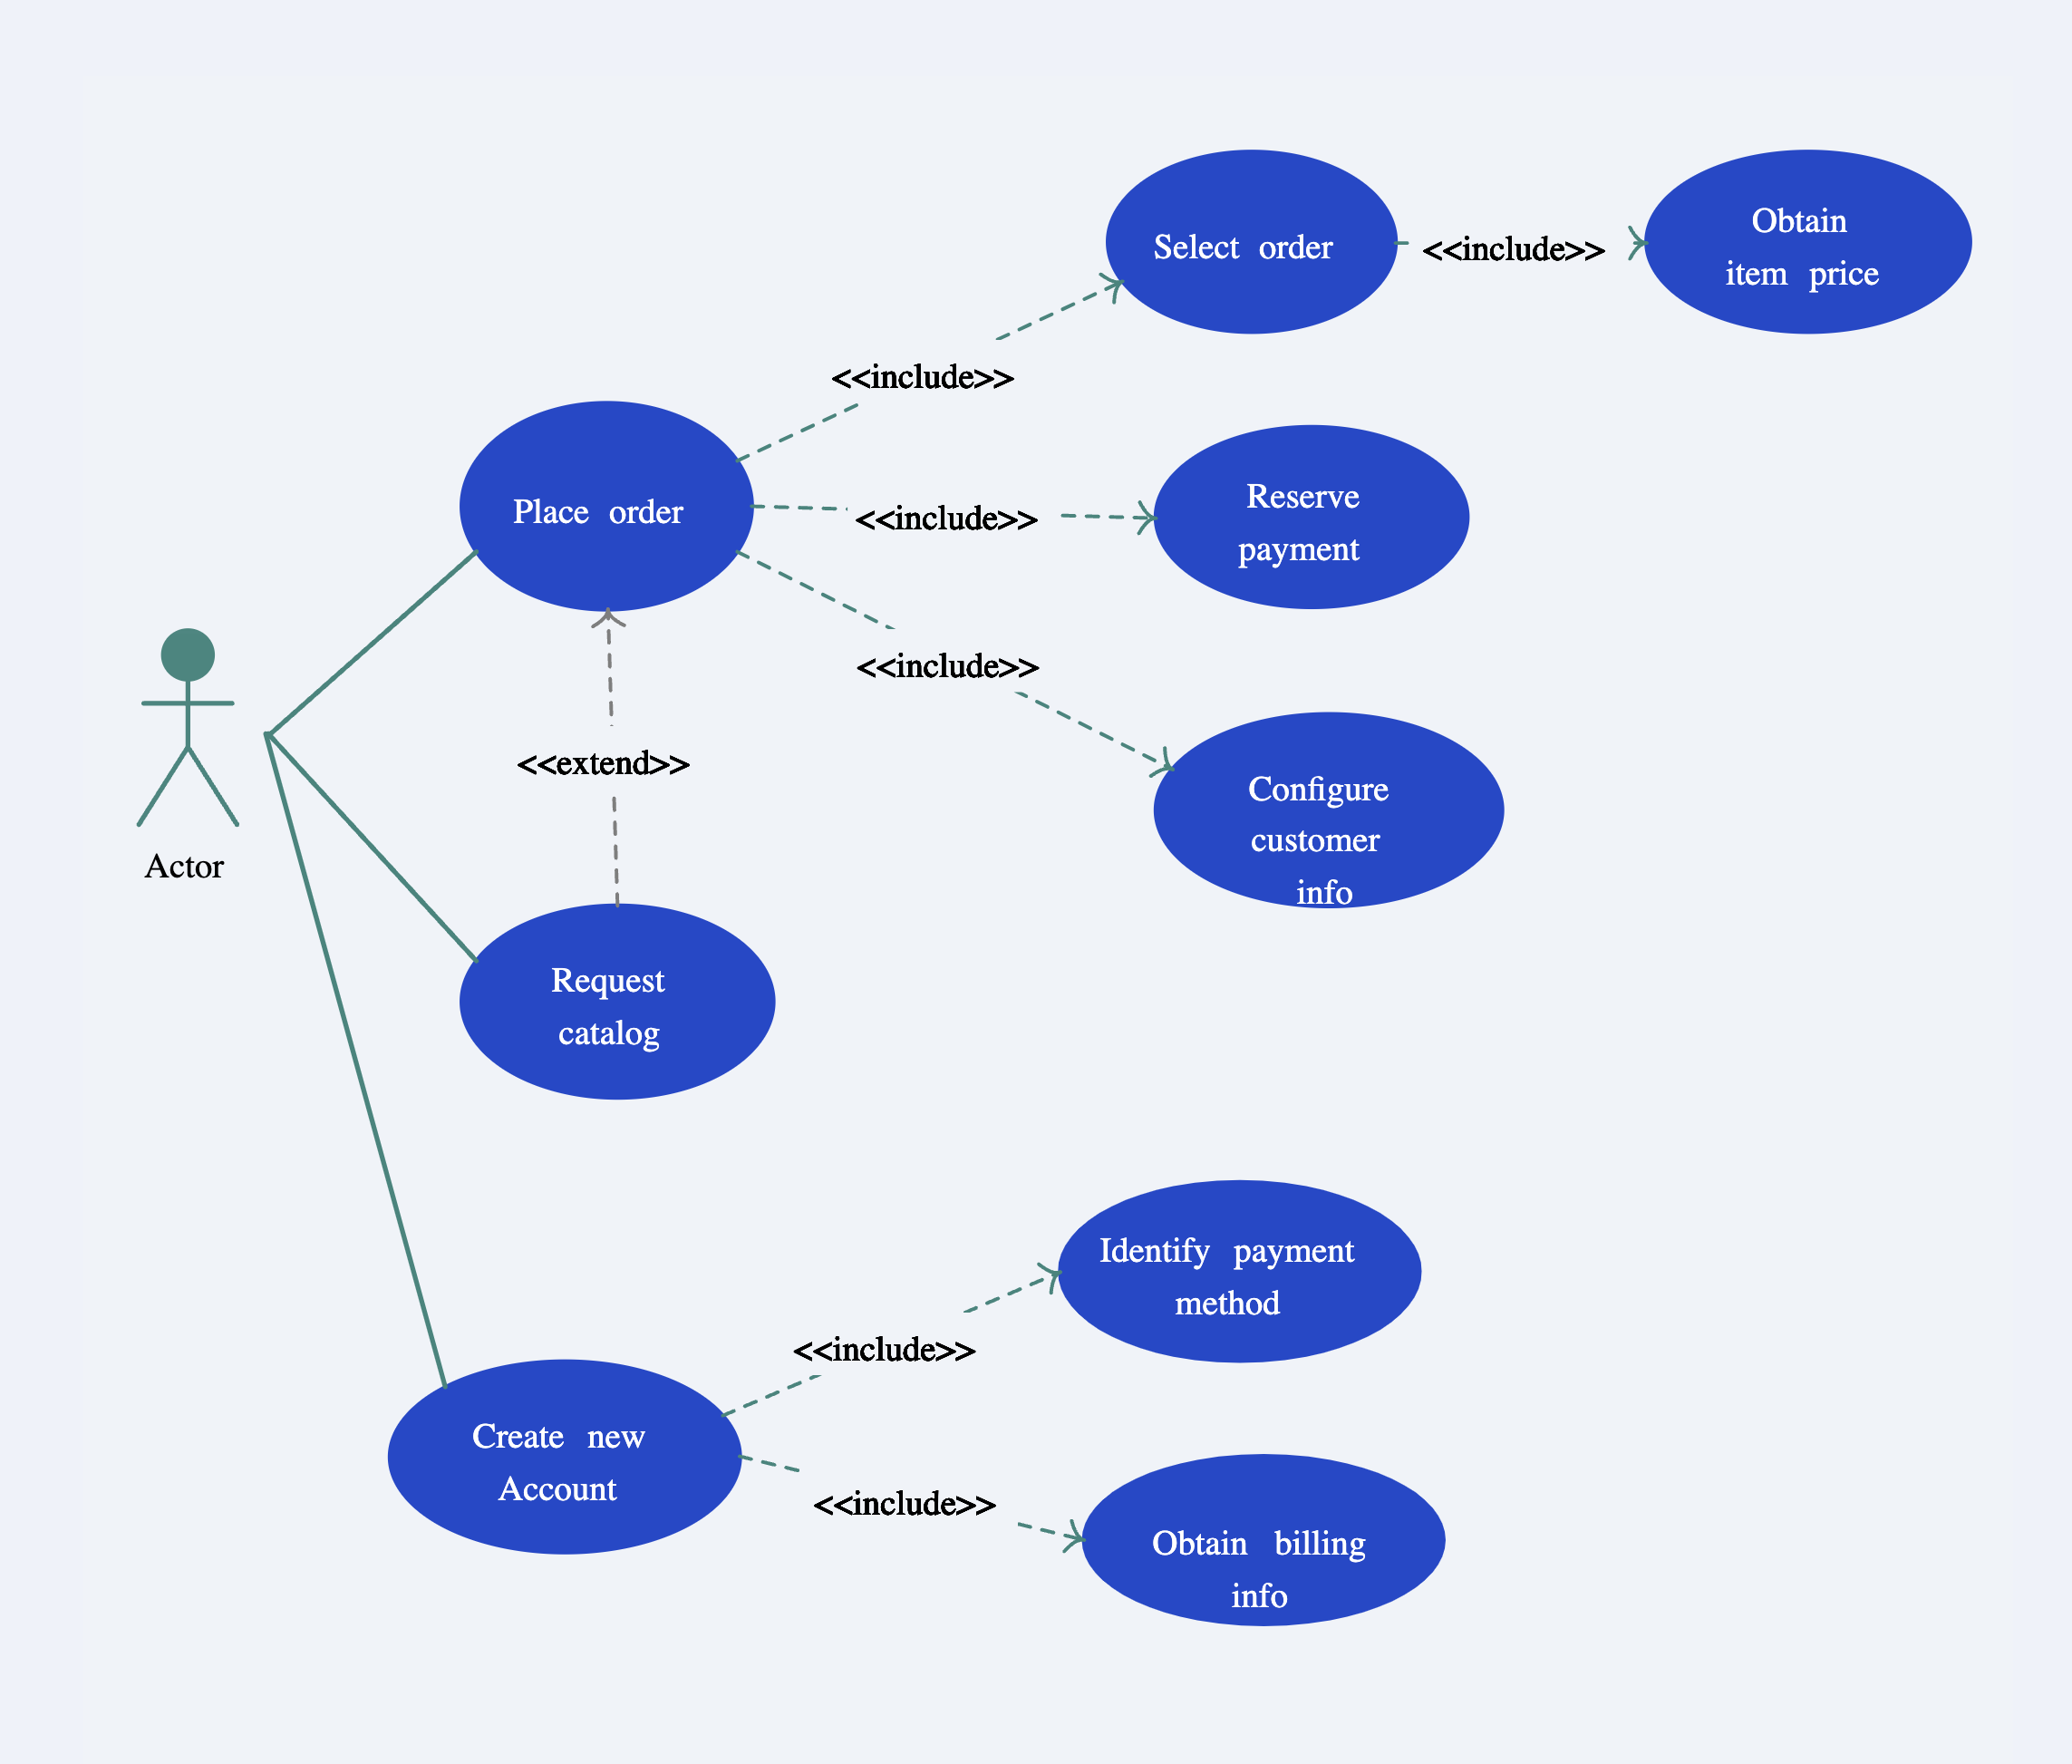 Select order
<<include>>
Obtain
item price
<<include>>
Place order
<<include>>
Reserve
payment
<<include>>
Configure
customer
info
<<extend>>
Actor
Request
catalog
Identify payment
method
<<include>>
Create new
Account
<<include>>
Obtain billing
info